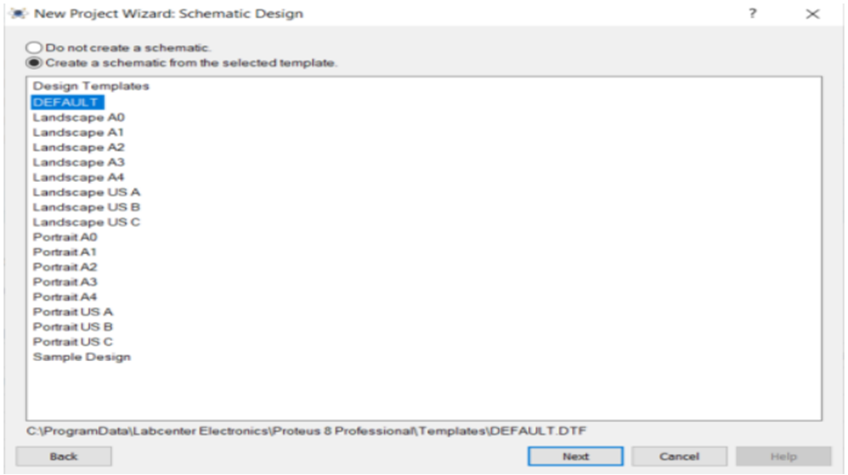 New Project Wizard: Schematic Design ?
Do not create a schematic.
Create a schematic from the selected template.
Design Templates
DEFAULT
Landscape A0
Landscape A1
Landscape A2
Landscape A3
Landscape A4
Landscape US A
Landscape US B
Landscape US C
Portrait A0
Portrait A1
Portrait A2
Portrait A3
Portrait A4
Portrait US A
Portrait US B
Portrait US C
Sample Design
C:\ProgramData\Labcenter Electronics\Proteus 8 Professional\Templates\DEFAULT.DTF
Back Next Cancel Help